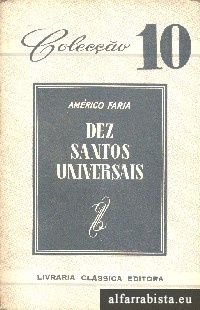 Colecção 10
AMÉRICO FARIA
DEZ
SANTOS
UNIVERSAIS
LIVRARIA CLÁSSICA EDITORA
alfarrabista.eu